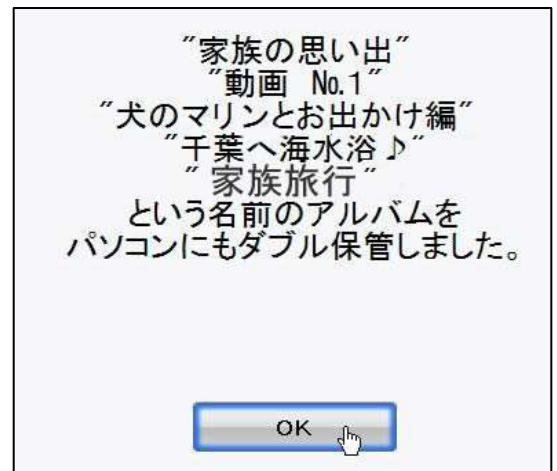 "家族の思い出"
"動画 No.1"
"犬のマリンとお出かけ編"
"千葉へ海水浴♪"
"家族旅行"
という名前のアルバムを
パソコンにもダブル保管しました。
OK